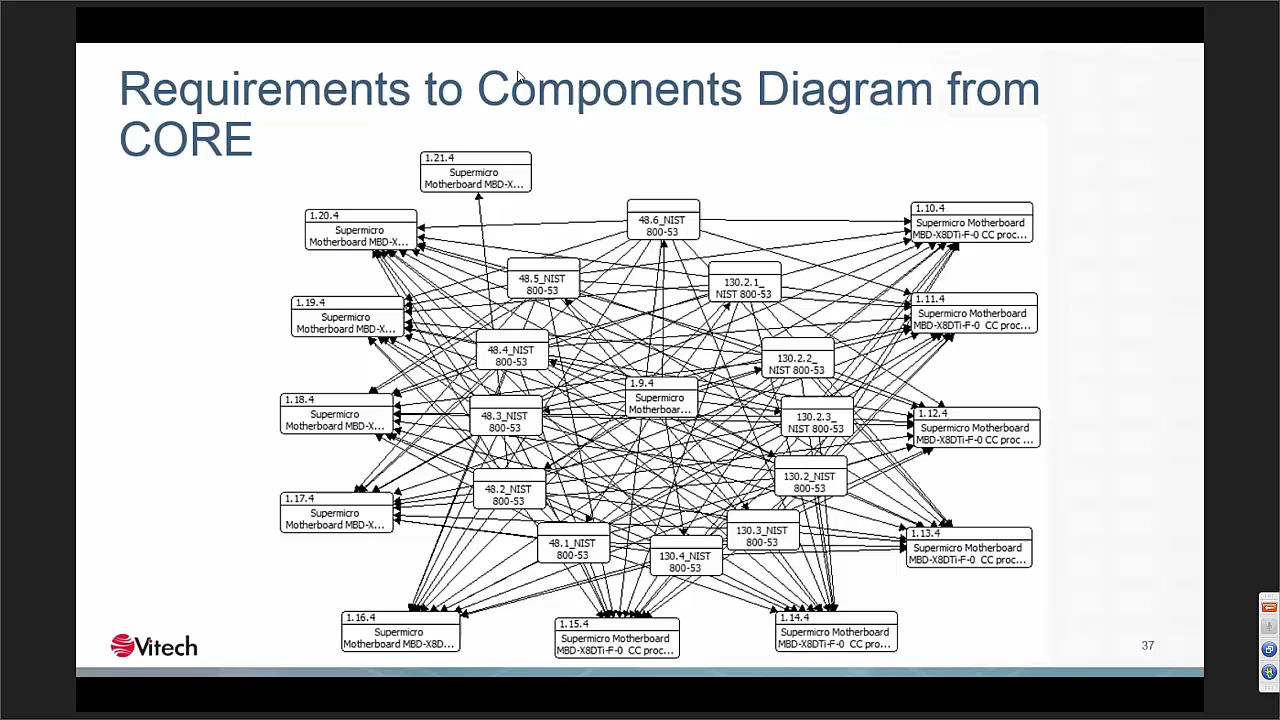 Requirements to Components Diagram from
CORE
1.21.4
Supermicro
Motherboard MBD-X...
1.20.4
Supermicro
Motherboard MBD-X...
48.6_NIST
800-53
1.10.4
Supermicro Motherboard
MBD-X8DTi-F-0 CC proc...
48.5_NIST
800-53
130.2.1_
NIST 800-53
1.19.4
Supermicro
Motherboard MBD-X...
1.11.4
Supermicro Motherboard
MBD-X8DTi-F-0 CC proc...
48.4_NIST
800-53
130.2.2_
NIST 800-53
1.9.4
Supermicro
Motherboar...
1.18.4
Supermicro
Motherboard MBD-X...
48.3_NIST
800-53
130.2.3_
NIST 800-53
1.12.4
Supermicro Motherboard
MBD-X8DTi-F-0 CC proc ...
48.2_NIST
800-53
130.2_NIST
800-53
1.17.4
Supermicro
Motherboard MBD-X...
48.1_NIST
800-53
130.4_NIST
800-53
130.3_NIST
800-53
1.13.4
Supermicro Motherboard
MBD-X8DTi-F-0 CC proc...
1.16.4
Supermicro
Motherboard MBD-X8D...
1.15.4
Supermicro Motherboard
MBD-X8DTi-F-0 CC proc...
1.14.4
Supermicro Motherboard
MBD-X8DTi-F-0 CC pro...
Vitech
37